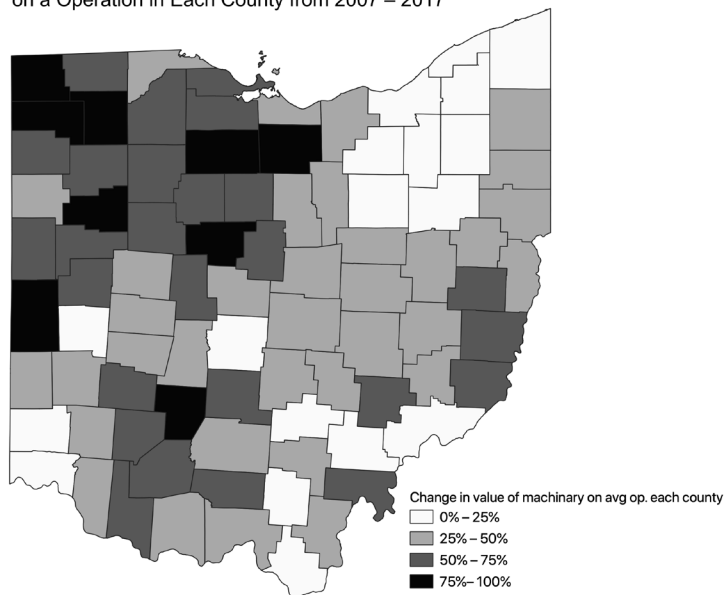 on a Operation in Each County from 2007 – 2017
Change in value of machinary on avg op. each county
0% – 25%
25% – 50%
50% – 75%
75%– 100%